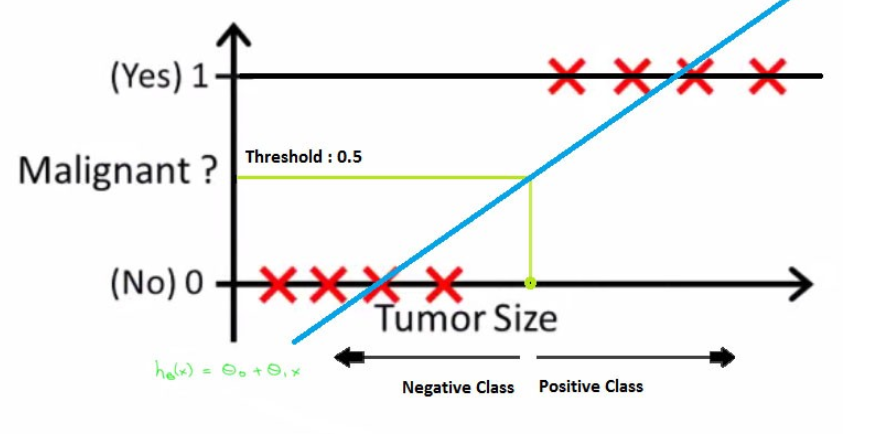 (Yes) 1
Threshold : 0.5
Malignant ?
(No) 0
Tumor Size
hθ(x) = θ₀ + θ₁x
Negative Class
Positive Class